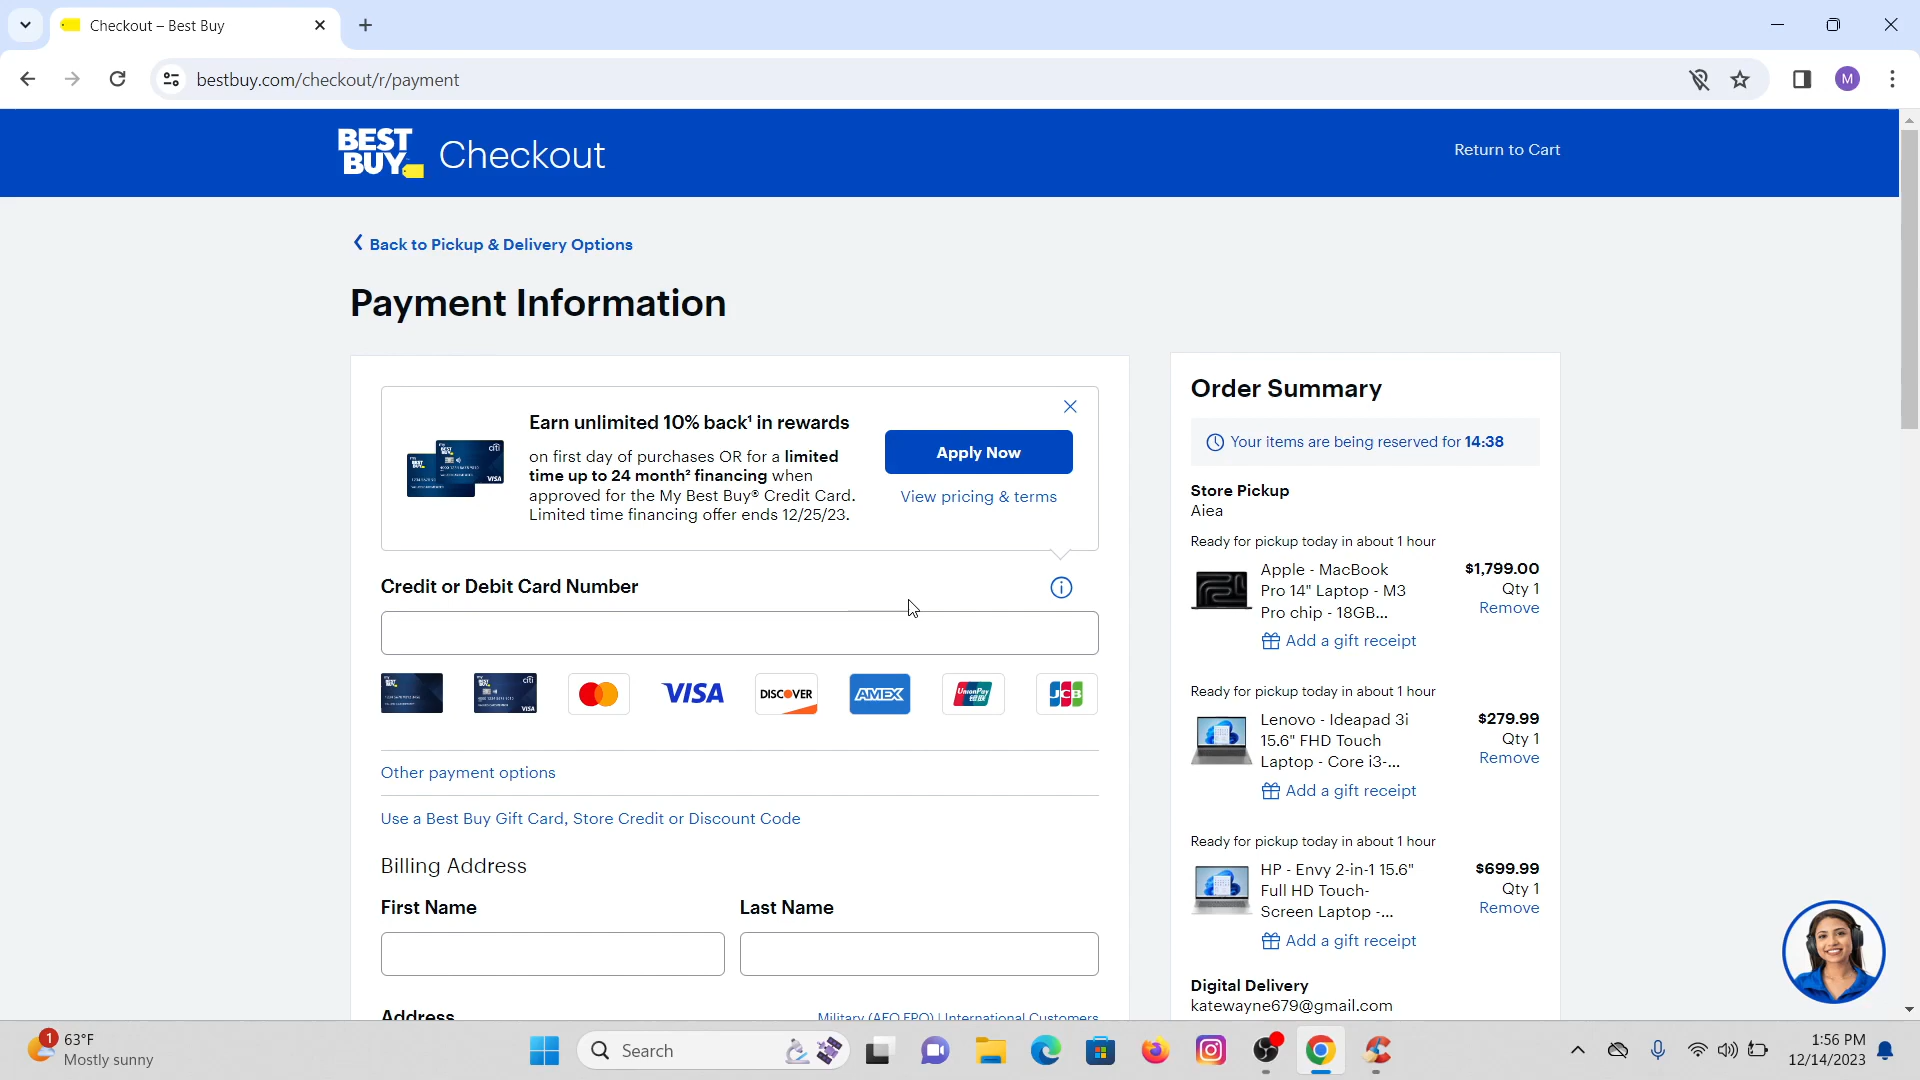 Checkout – Best Buy
bestbuy.com/checkout/r/payment
M
BEST
BUY
Checkout
Return to Cart
Back to Pickup & Delivery Options
Payment Information
Earn unlimited 10% back¹ in rewards
on first day of purchases OR for a limited
time up to 24 month² financing when
approved for the My Best Buy® Credit Card.
Limited time financing offer ends 12/25/23.
Apply Now
View pricing & terms
Credit or Debit Card Number
VISA
DISCOVER
AMEX
UnionPay
JCB
Other payment options
Use a Best Buy Gift Card, Store Credit or Discount Code
Billing Address
First Name
Last Name
Address
Military (APO,FPO) | International Customers
Order Summary
Your items are being reserved for 14:38
Store Pickup
Aiea
Ready for pickup today in about 1 hour
Apple - MacBook
Pro 14" Laptop - M3
Pro chip - 18GB...
$1,799.00
Qty 1
Remove
Add a gift receipt
Ready for pickup today in about 1 hour
Lenovo - Ideapad 3i
15.6" FHD Touch
Laptop - Core i3-...
$279.99
Qty 1
Remove
Add a gift receipt
Ready for pickup today in about 1 hour
HP - Envy 2-in-1 15.6"
Full HD Touch-
Screen Laptop -...
$699.99
Qty 1
Remove
Add a gift receipt
Digital Delivery
katewayne679@gmail.com
1
63°F
Mostly sunny
Search
1:56 PM
12/14/2023